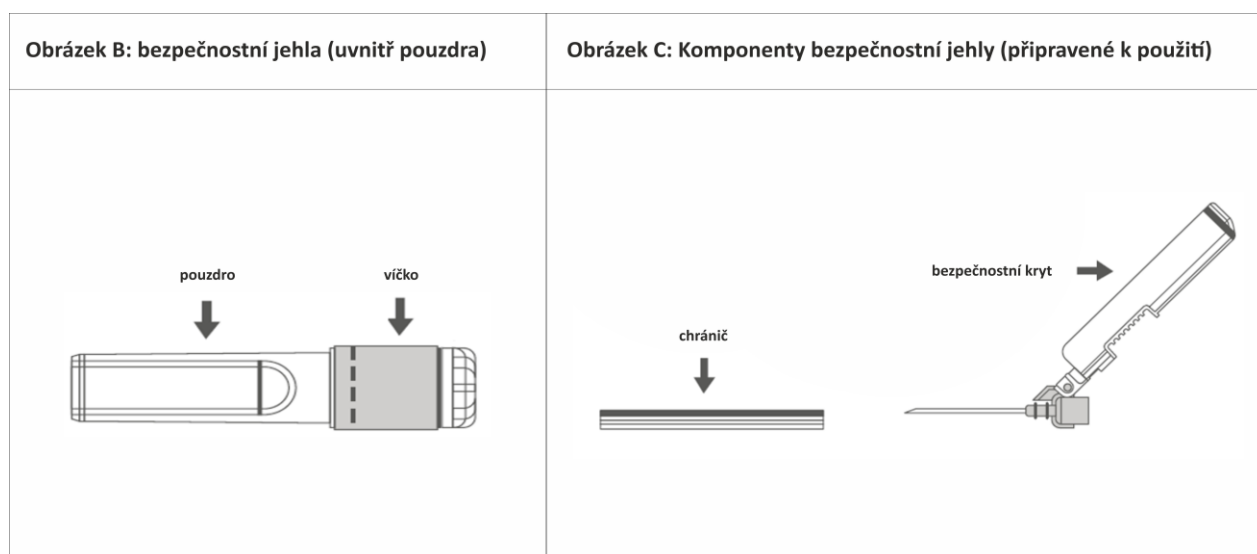 Obrázek B: bezpečnostní jehla (uvnitř pouzdra)
Obrázek C: Komponenty bezpečnostní jehly (připravené k použití)
pouzdro
víčko
chránič
bezpečnostní kryt